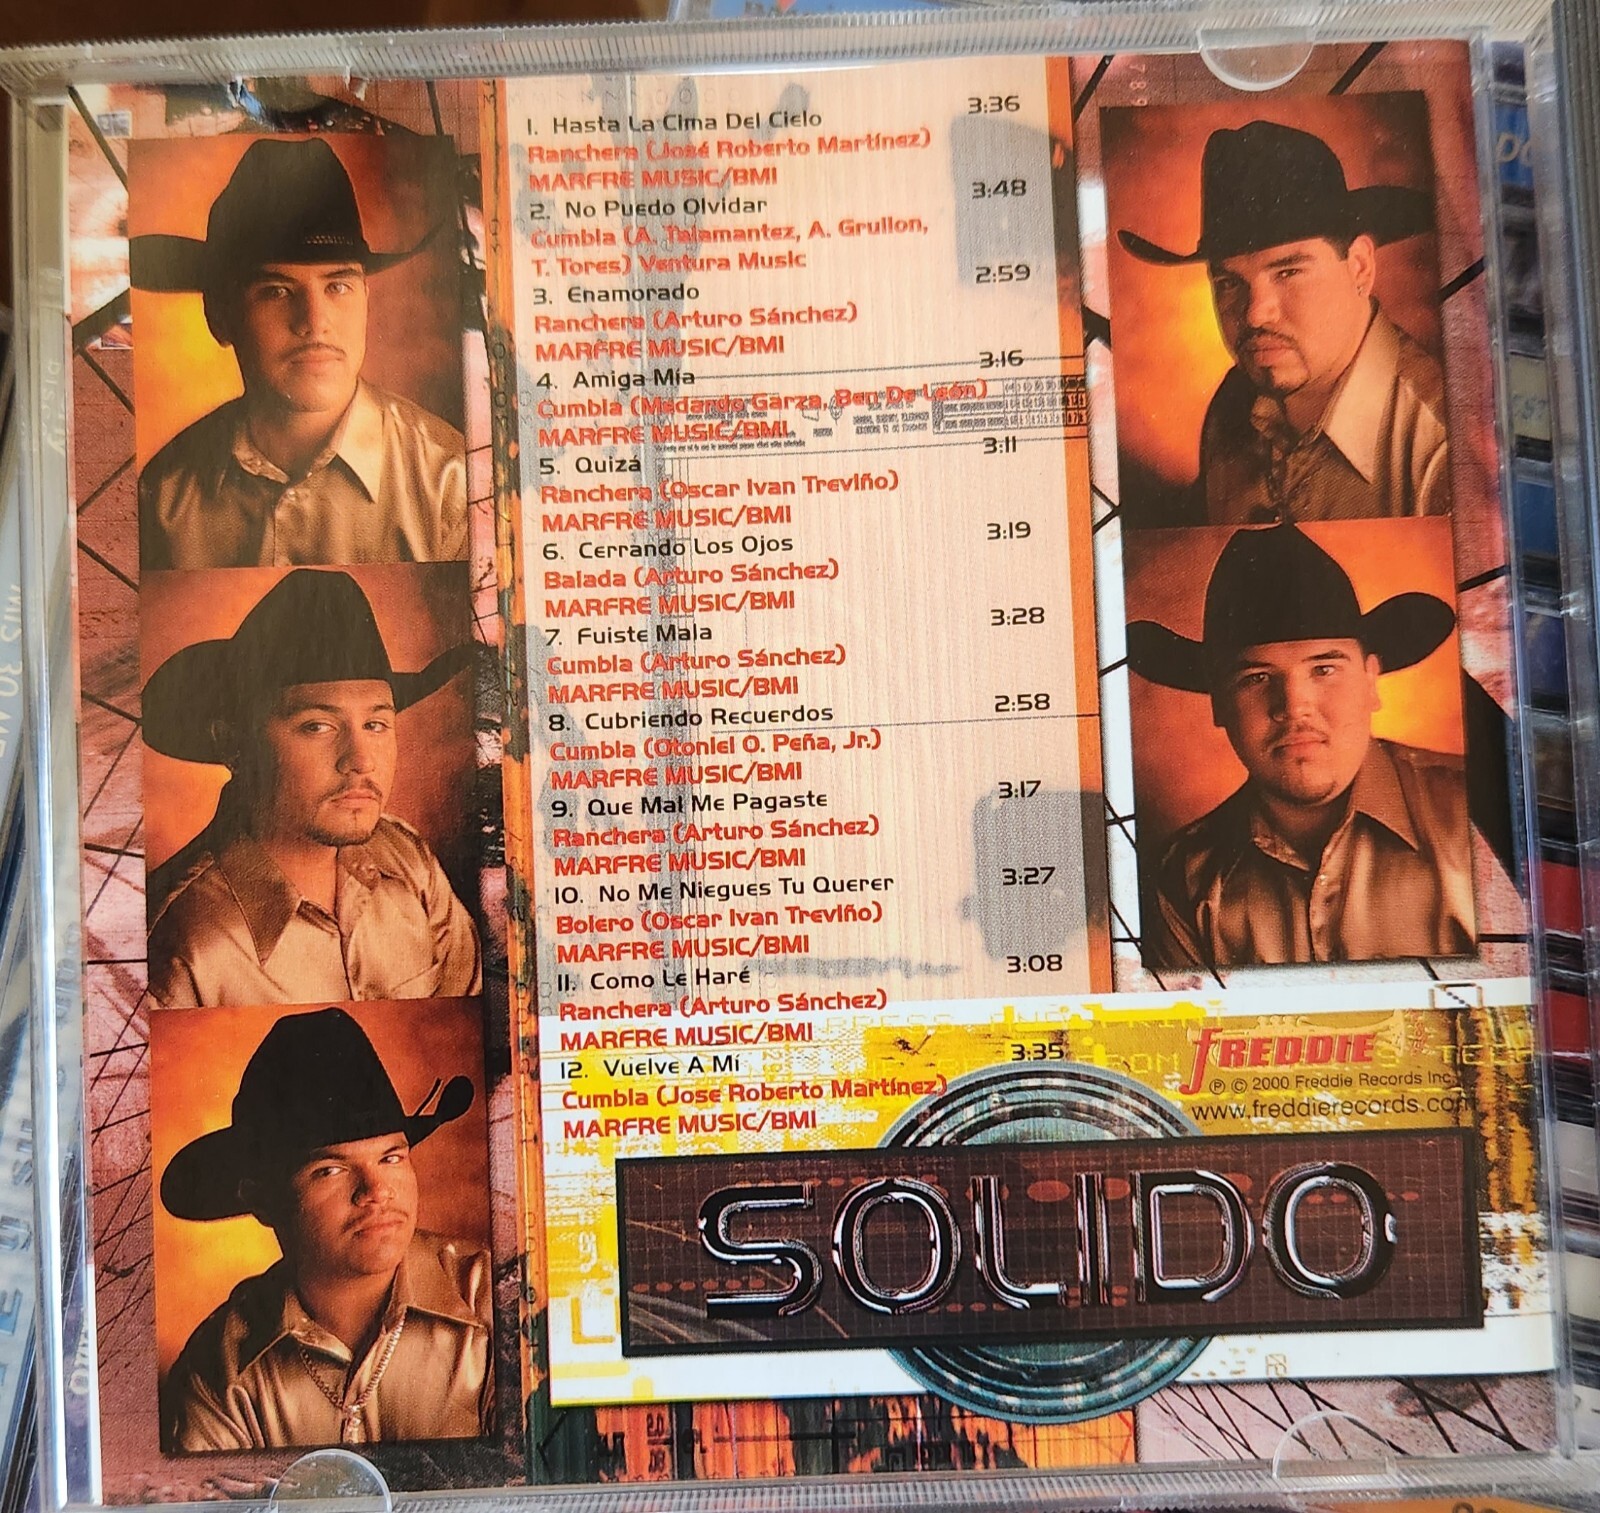 1. Hasta La Cima Del Cielo 3:36
Ranchera (José Roberto Martínez)
MARFRE MUSIC/BMI
2. No Puedo Olvidar 3:48
Cumbia (A. Talamantez, A. Grullon,
T. Tores) Ventura Music
3. Enamorado 2:59
Ranchera (Arturo Sánchez)
MARFRE MUSIC/BMI
4. Amiga Mía 3:16
Cumbia (Medardo Garza, Ben De León)
MARFRE MUSIC/BMI
5. Quizá 3:11
Ranchera (Oscar Ivan Treviño)
MARFRE MUSIC/BMI
6. Cerrando Los Ojos 3:19
Balada (Arturo Sánchez)
MARFRE MUSIC/BMI
7. Fuiste Mala 3:28
Cumbia (Arturo Sánchez)
MARFRE MUSIC/BMI
8. Cubriendo Recuerdos 2:58
Cumbia (Otoniel O. Peña, Jr.)
MARFRE MUSIC/BMI
9. Que Mal Me Pagaste 3:17
Ranchera (Arturo Sánchez)
MARFRE MUSIC/BMI
10. No Me Niegues Tu Querer 3:27
Bolero (Oscar Ivan Treviño)
MARFRE MUSIC/BMI
11. Como Le Haré 3:08
Ranchera (Arturo Sánchez)
MARFRE MUSIC/BMI
12. Vuelve A Mí 3:35
Cumbia (Jose Roberto Martínez)
MARFRE MUSIC/BMI
FREDDIE
℗ © 2000 Freddie Records Inc.
www.freddierecords.com
SOLIDO